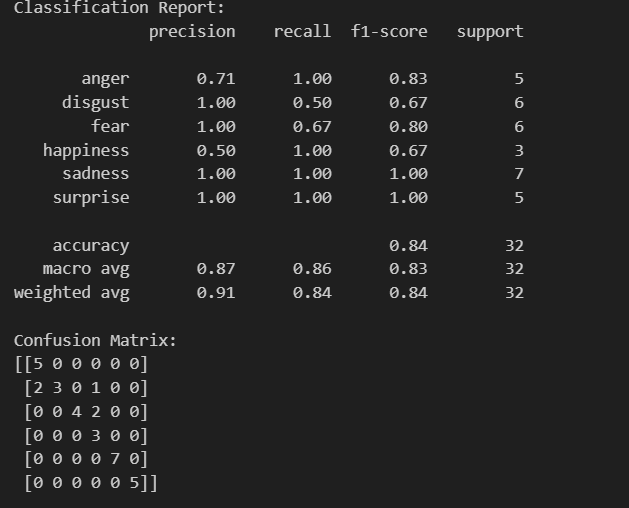 Classification Report:
precision recall f1-score support
anger 0.71 1.00 0.83 5
disgust 1.00 0.50 0.67 6
fear 1.00 0.67 0.80 6
happiness 0.50 1.00 0.67 3
sadness 1.00 1.00 1.00 7
surprise 1.00 1.00 1.00 5
accuracy 0.84 32
macro avg 0.87 0.86 0.83 32
weighted avg 0.91 0.84 0.84 32
Confusion Matrix:
[[5 0 0 0 0 0]
[2 3 0 1 0 0]
[0 0 4 2 0 0]
[0 0 0 3 0 0]
[0 0 0 0 7 0]
[0 0 0 0 0 5]]